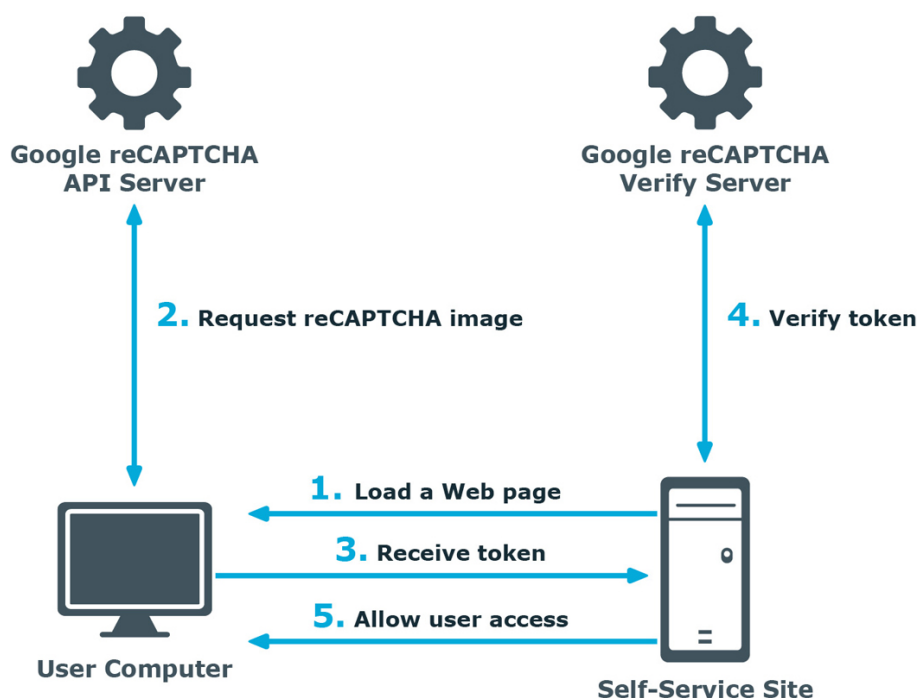 Google reCAPTCHA
API Server
Google reCAPTCHA
Verify Server
2. Request reCAPTCHA image
4. Verify token
1. Load a Web page
3. Receive token
5. Allow user access
User Computer
Self-Service Site